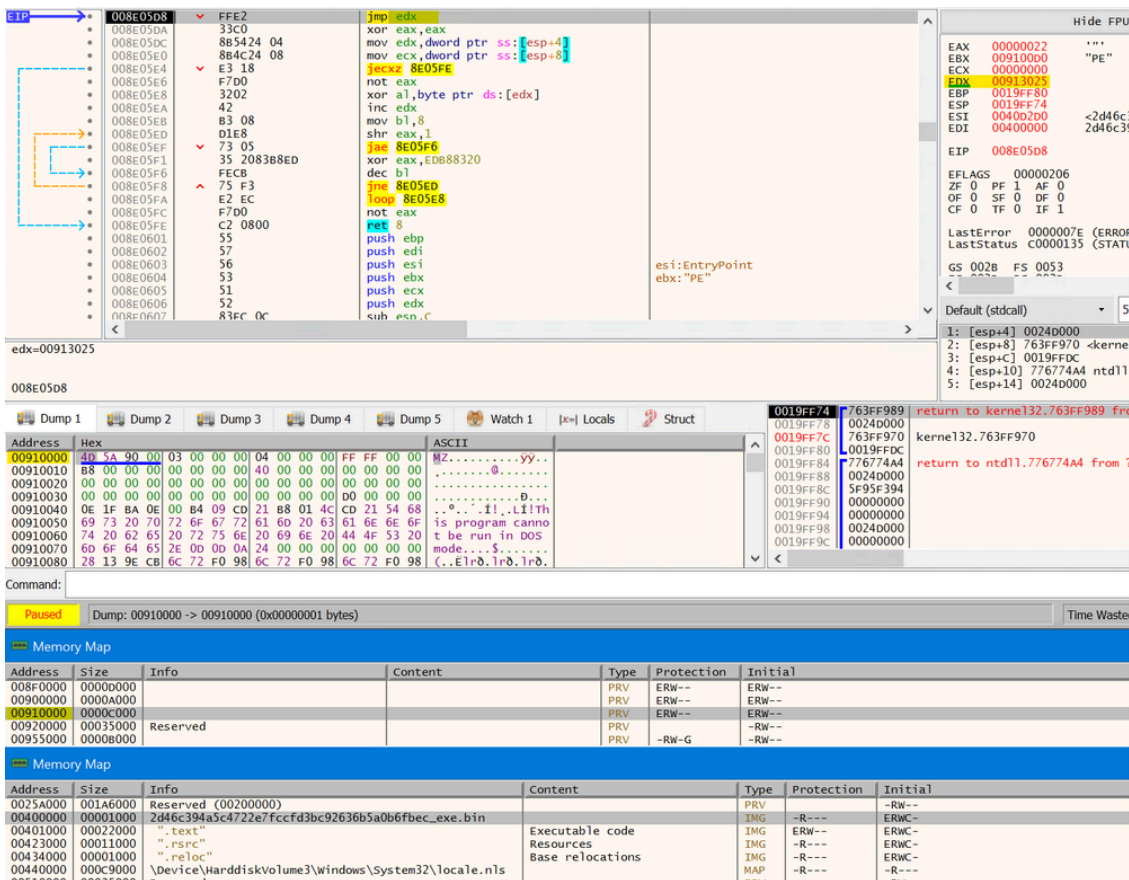 EIP
008E05D8 FFE2 jmp edx
008E05DA 33C0 xor eax,eax
008E05DC 8B5424 04 mov edx,dword ptr ss:[esp+4]
008E05E0 8B4C24 08 mov ecx,dword ptr ss:[esp+8]
008E05E4 E3 18 jecxz 8E05FE
008E05E6 F7D0 not eax
008E05E8 3202 xor al,byte ptr ds:[edx]
008E05EA 42 inc edx
008E05EB B3 08 mov bl,8
008E05ED D1E8 shr eax,1
008E05EF 73 05 jae 8E05F6
008E05F1 35 2083B8ED xor eax,EDB88320
008E05F6 FECB dec bl
008E05F8 75 F3 jne 8E05ED
008E05FA E2 EC loop 8E05E8
008E05FC F7D0 not eax
008E05FE C2 0800 ret 8
008E0601 55 push ebp
008E0602 57 push edi
008E0603 56 push esi esi:EntryPoint
008E0604 53 push ebx ebx:"PE"
008E0605 51 push ecx
008E0606 52 push edx
008E0607 83EC 0C sub esp,C
Hide FPU
EAX 00000022 '"'
EBX 009100D0 "PE"
ECX 00000000
EDX 00913025
EBP 0019FF80
ESP 0019FF74
ESI 0040D2D0 <2d46c3
EDI 00400000 2d46c39
EIP 008E05D8
EFLAGS 00000206
ZF 0 PF 1 AF 0
OF 0 SF 0 DF 0
CF 0 TF 0 IF 1
LastError 0000007E (ERROR
LastStatus C0000135 (STATU
GS 002B FS 0053
Default (stdcall) 5
1: [esp+4] 0024D000
2: [esp+8] 763FF970 <kerne
3: [esp+C] 0019FFDC
4: [esp+10] 776774A4 ntdll
5: [esp+14] 0024D000
edx=00913025
008E05D8
Dump 1 Dump 2 Dump 3 Dump 4 Dump 5 Watch 1 [x=] Locals Struct
Address Hex ASCII
00910000 4D 5A 90 00 03 00 00 00 04 00 00 00 FF FF 00 00 MZ..........ÿÿ..
00910010 B8 00 00 00 00 00 00 00 40 00 00 00 00 00 00 00 ¸.......@.......
00910020 00 00 00 00 00 00 00 00 00 00 00 00 00 00 00 00 ................
00910030 00 00 00 00 00 00 00 00 00 00 00 00 D0 00 00 00 ............Ð...
00910040 0E 1F BA 0E 00 B4 09 CD 21 B8 01 4C CD 21 54 68 ..º..´.Í!¸.LÍ!Th
00910050 69 73 20 70 72 6F 67 72 61 6D 20 63 61 6E 6E 6F is program canno
00910060 74 20 62 65 20 72 75 6E 20 69 6E 20 44 4F 53 20 t be run in DOS
00910070 6D 6F 64 65 2E 0D 0D 0A 24 00 00 00 00 00 00 00 mode....$.......
00910080 28 13 9E CB 6C 72 F0 98 6C 72 F0 98 6C 72 F0 98 (..Ëlrð.lrð.lrð.
0019FF74 763FF989 return to kernel32.763FF989 fro
0019FF78 0024D000
0019FF7C 763FF970 kernel32.763FF970
0019FF80 0019FFDC
0019FF84 776774A4 return to ntdll.776774A4 from ?
0019FF88 0024D000
0019FF8C 5F95F394
0019FF90 00000000
0019FF94 00000000
0019FF98 0024D000
0019FF9C 00000000
Command:
Paused Dump: 00910000 -> 00910000 (0x00000001 bytes) Time Waste
Memory Map
Address Size Info Content Type Protection Initial
008F0000 0000D000 PRV ERW-- ERW--
00900000 0000A000 PRV ERW-- ERW--
00910000 0000C000 PRV ERW-- ERW--
00920000 00035000 Reserved PRV -RW--
00955000 0000B000 PRV -RW-G -RW--
Memory Map
Address Size Info Content Type Protection Initial
0025A000 001A6000 Reserved (00200000) PRV -RW--
00400000 00001000 2d46c394a5c4722e7fccfd3bc92636b5a0b6fbec_exe.bin IMG -R--- ERWC-
00401000 00022000 ".text" Executable code IMG ERW-- ERWC-
00423000 00011000 ".rsrc" Resources IMG -R--- ERWC-
00434000 00001000 ".reloc" Base relocations IMG -R--- ERWC-
00440000 000C9000 \Device\HarddiskVolume3\Windows\System32\locale.nls MAP -R--- -R---